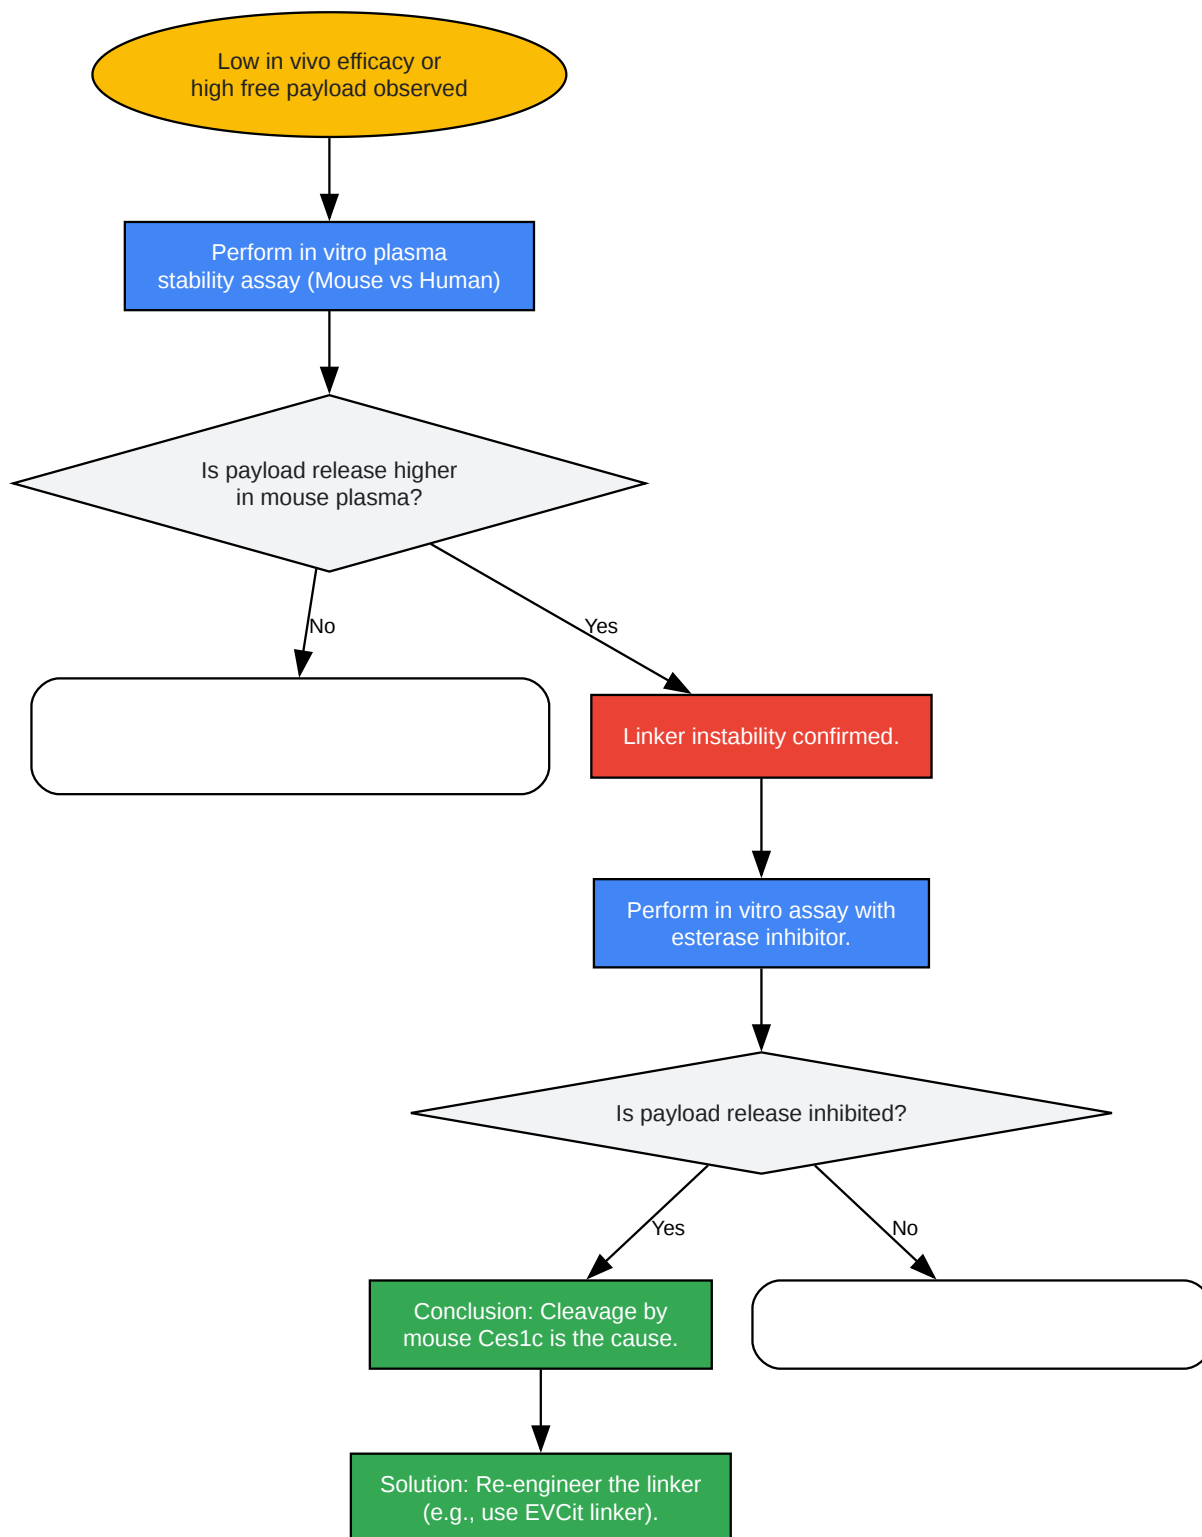 Low in vivo efficacy or
high free payload observed
Perform in vitro plasma
stability assay (Mouse vs Human)
Is payload release higher
in mouse plasma?
No
Yes
Linker instability confirmed.
Perform in vitro assay with
esterase inhibitor.
Is payload release inhibited?
Yes
No
Conclusion: Cleavage by
mouse Ces1c is the cause.
Solution: Re-engineer the linker
(e.g., use EVCit linker).